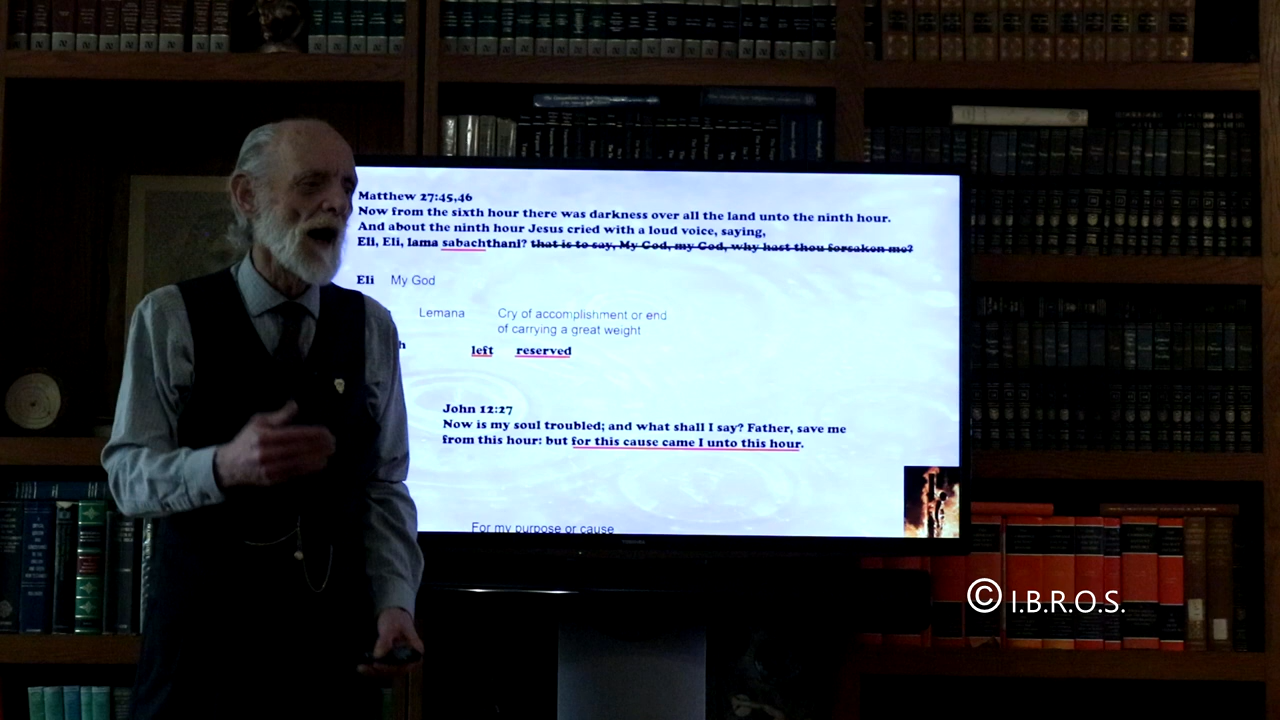 Matthew 27:45,46
Now from the sixth hour there was darkness over all the land unto the ninth hour.
And about the ninth hour Jesus cried with a loud voice, saying,
Eli, Eli, lama sabachthanI? that is to say, My God, my God, why hast thou forsaken me?
Eli My God
Lemana Cry of accomplishment or end
of carrying a great weight
h
left reserved
John 12:27
Now is my soul troubled; and what shall I say? Father, save me
from this hour: but for this cause came I unto this hour.
For my purpose or cause
© I.B.R.O.S.